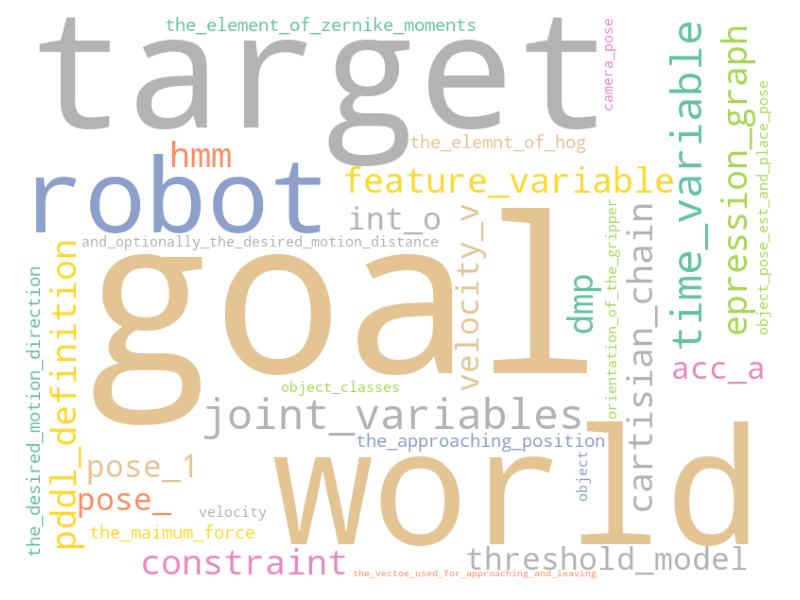 the_element_of_zernike_moments
target
camera_pose
time_variable
epression_graph
object_pose_est_and_place_pose
the_elemnt_of_hog
hmm
robot
feature_variable
int_o
and_optionally_the_desired_motion_distance
goal
velocity_v
dmp
orientation_of_the_gripper
cartisian_chain
acc_a
the_desired_motion_direction
pddl_definition
object_classes
joint_variables
the_approaching_position
world
pose_1
pose_
object
velocity
the_maimum_force
constraint
threshold_model
the_vectoe_used_for_approaching_and_leaving